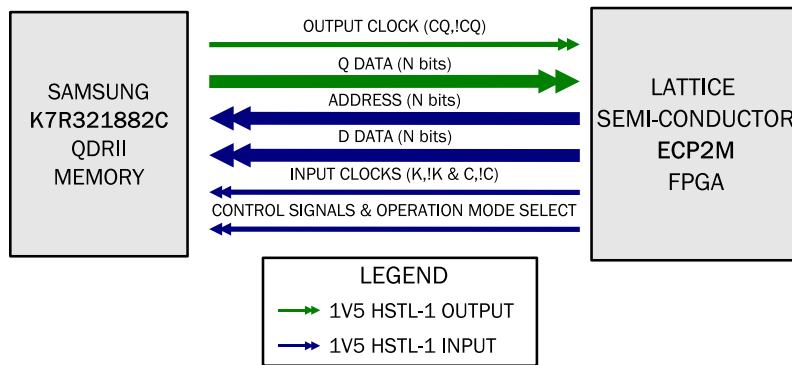 OUTPUT CLOCK (CQ,!CQ)
Q DATA (N bits)
ADDRESS (N bits)
D DATA (N bits)
INPUT CLOCKS (K,!K & C,!C)
CONTROL SIGNALS & OPERATION MODE SELECT
SAMSUNG
K7R321882C
QDRII
MEMORY
LATTICE
SEMI-CONDUCTOR
ECP2M
FPGA
LEGEND
1V5 HSTL-1 OUTPUT
1V5 HSTL-1 INPUT